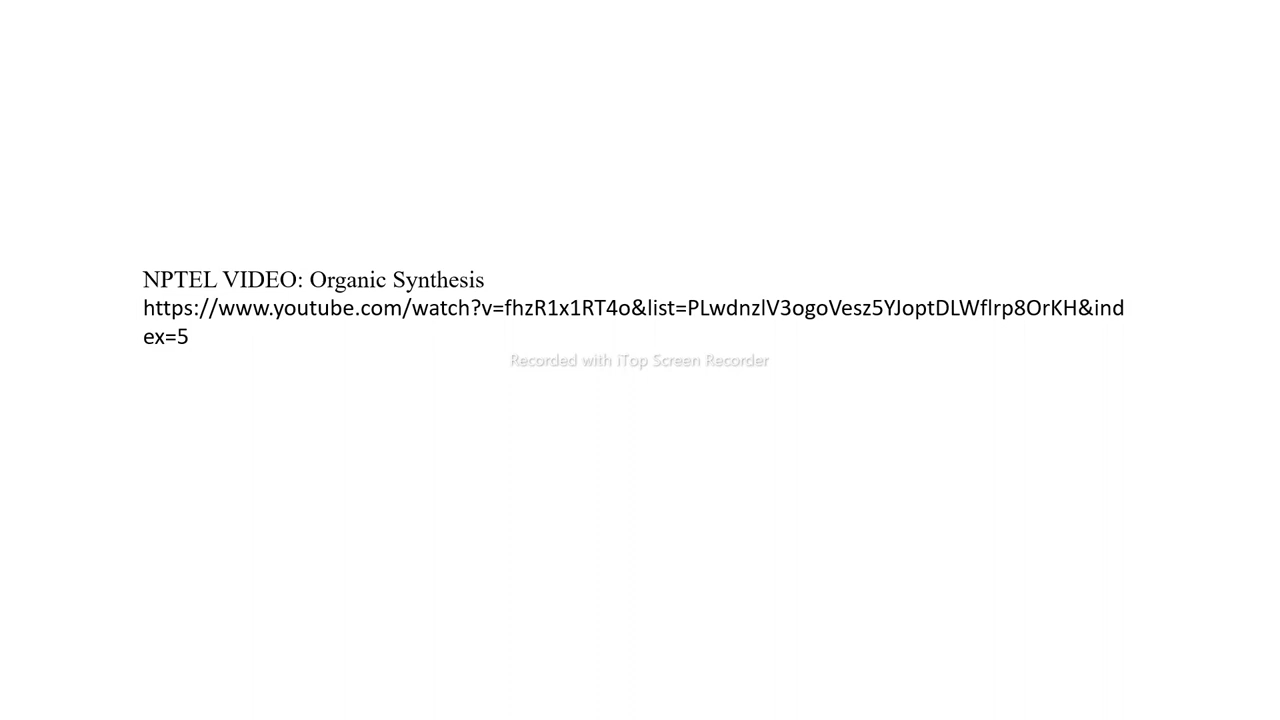 NPTEL VIDEO: Organic Synthesis
https://www.youtube.com/watch?v=fhzR1x1RT4o&list=PLwdnzlV3ogoVesz5YJoptDLWflrp8OrKH&ind
ex=5
Recorded with iTop Screen Recorder